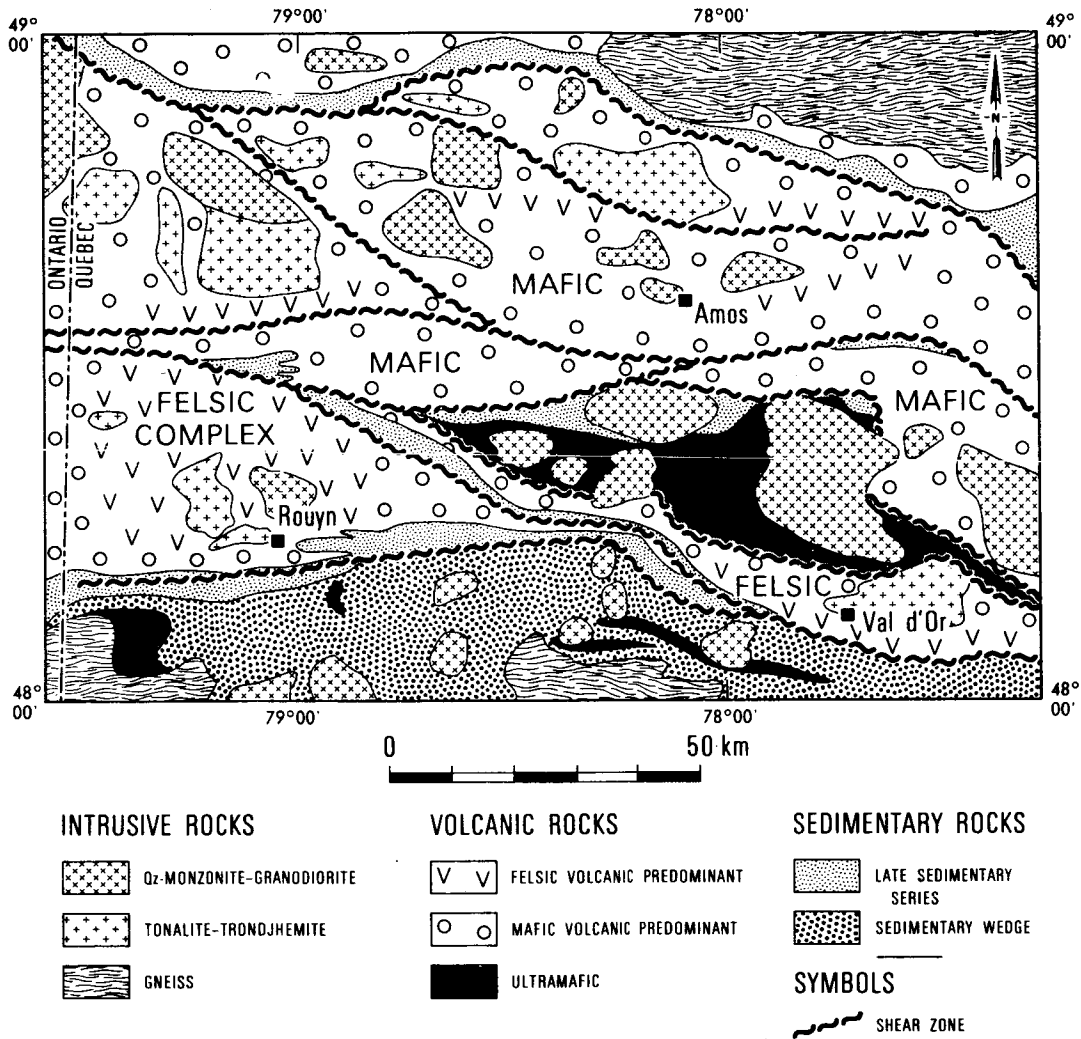 79°00'
78°00'
49°
00'
49°
00'
N
ONTARIO
QUEBEC
MAFIC
Amos
MAFIC
MAFIC
FELSIC
COMPLEX
Rouyn
FELSIC
Val d'Or
48°
00'
48°
00'
79°00'
78°00'
0 50 km
INTRUSIVE ROCKS
Qz-MONZONITE-GRANODIORITE
TONALITE-TRONDJHEMITE
GNEISS
VOLCANIC ROCKS
V V FELSIC VOLCANIC PREDOMINANT
MAFIC VOLCANIC PREDOMINANT
ULTRAMAFIC
SEDIMENTARY ROCKS
LATE SEDIMENTARY
SERIES
SEDIMENTARY WEDGE
SYMBOLS
SHEAR ZONE